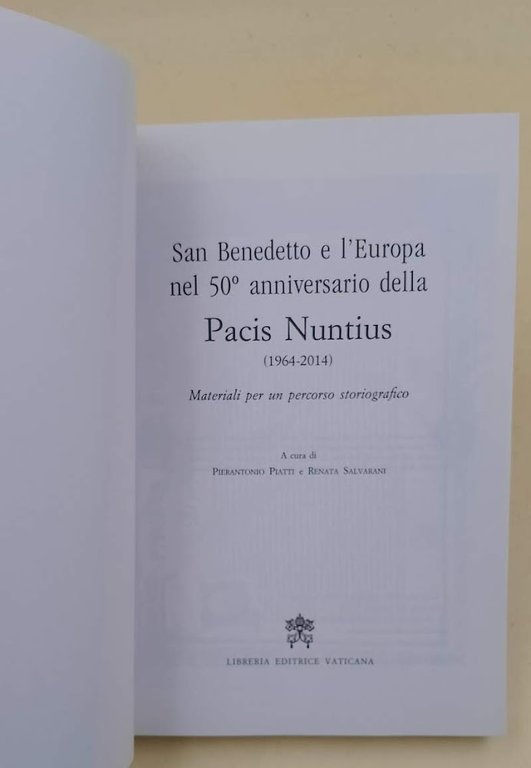 San Benedetto e l'Europa
nel 50º anniversario della
Pacis Nuntius
(1964-2014)
Materiali per un percorso storiografico
A cura di
Pierantonio Piatti e Renata Salvarani
LIBRERIA EDITRICE VATICANA